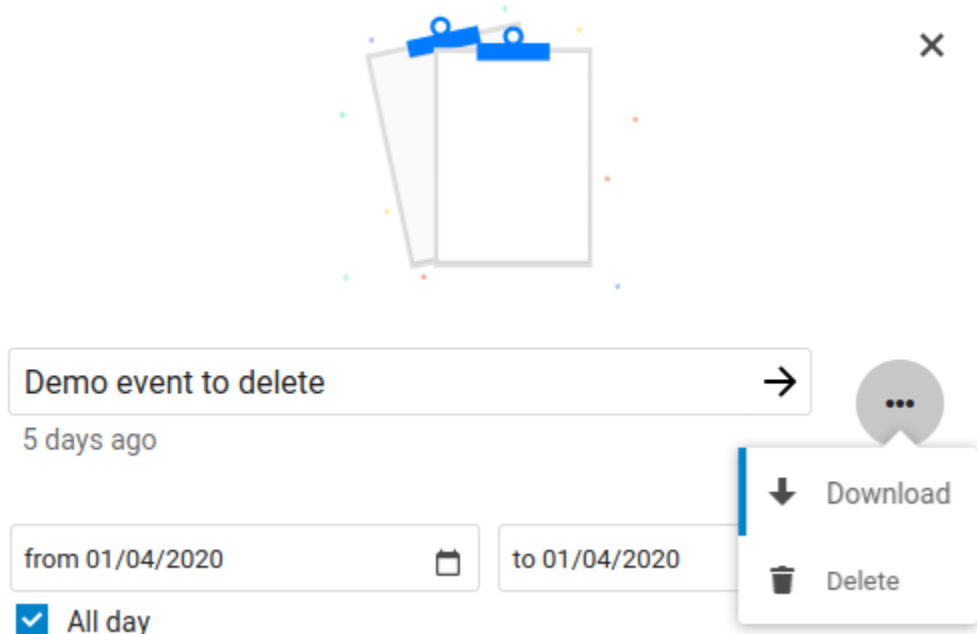 Demo event to delete
5 days ago
Download
from 01/04/2020
to 01/04/2020
Delete
All day